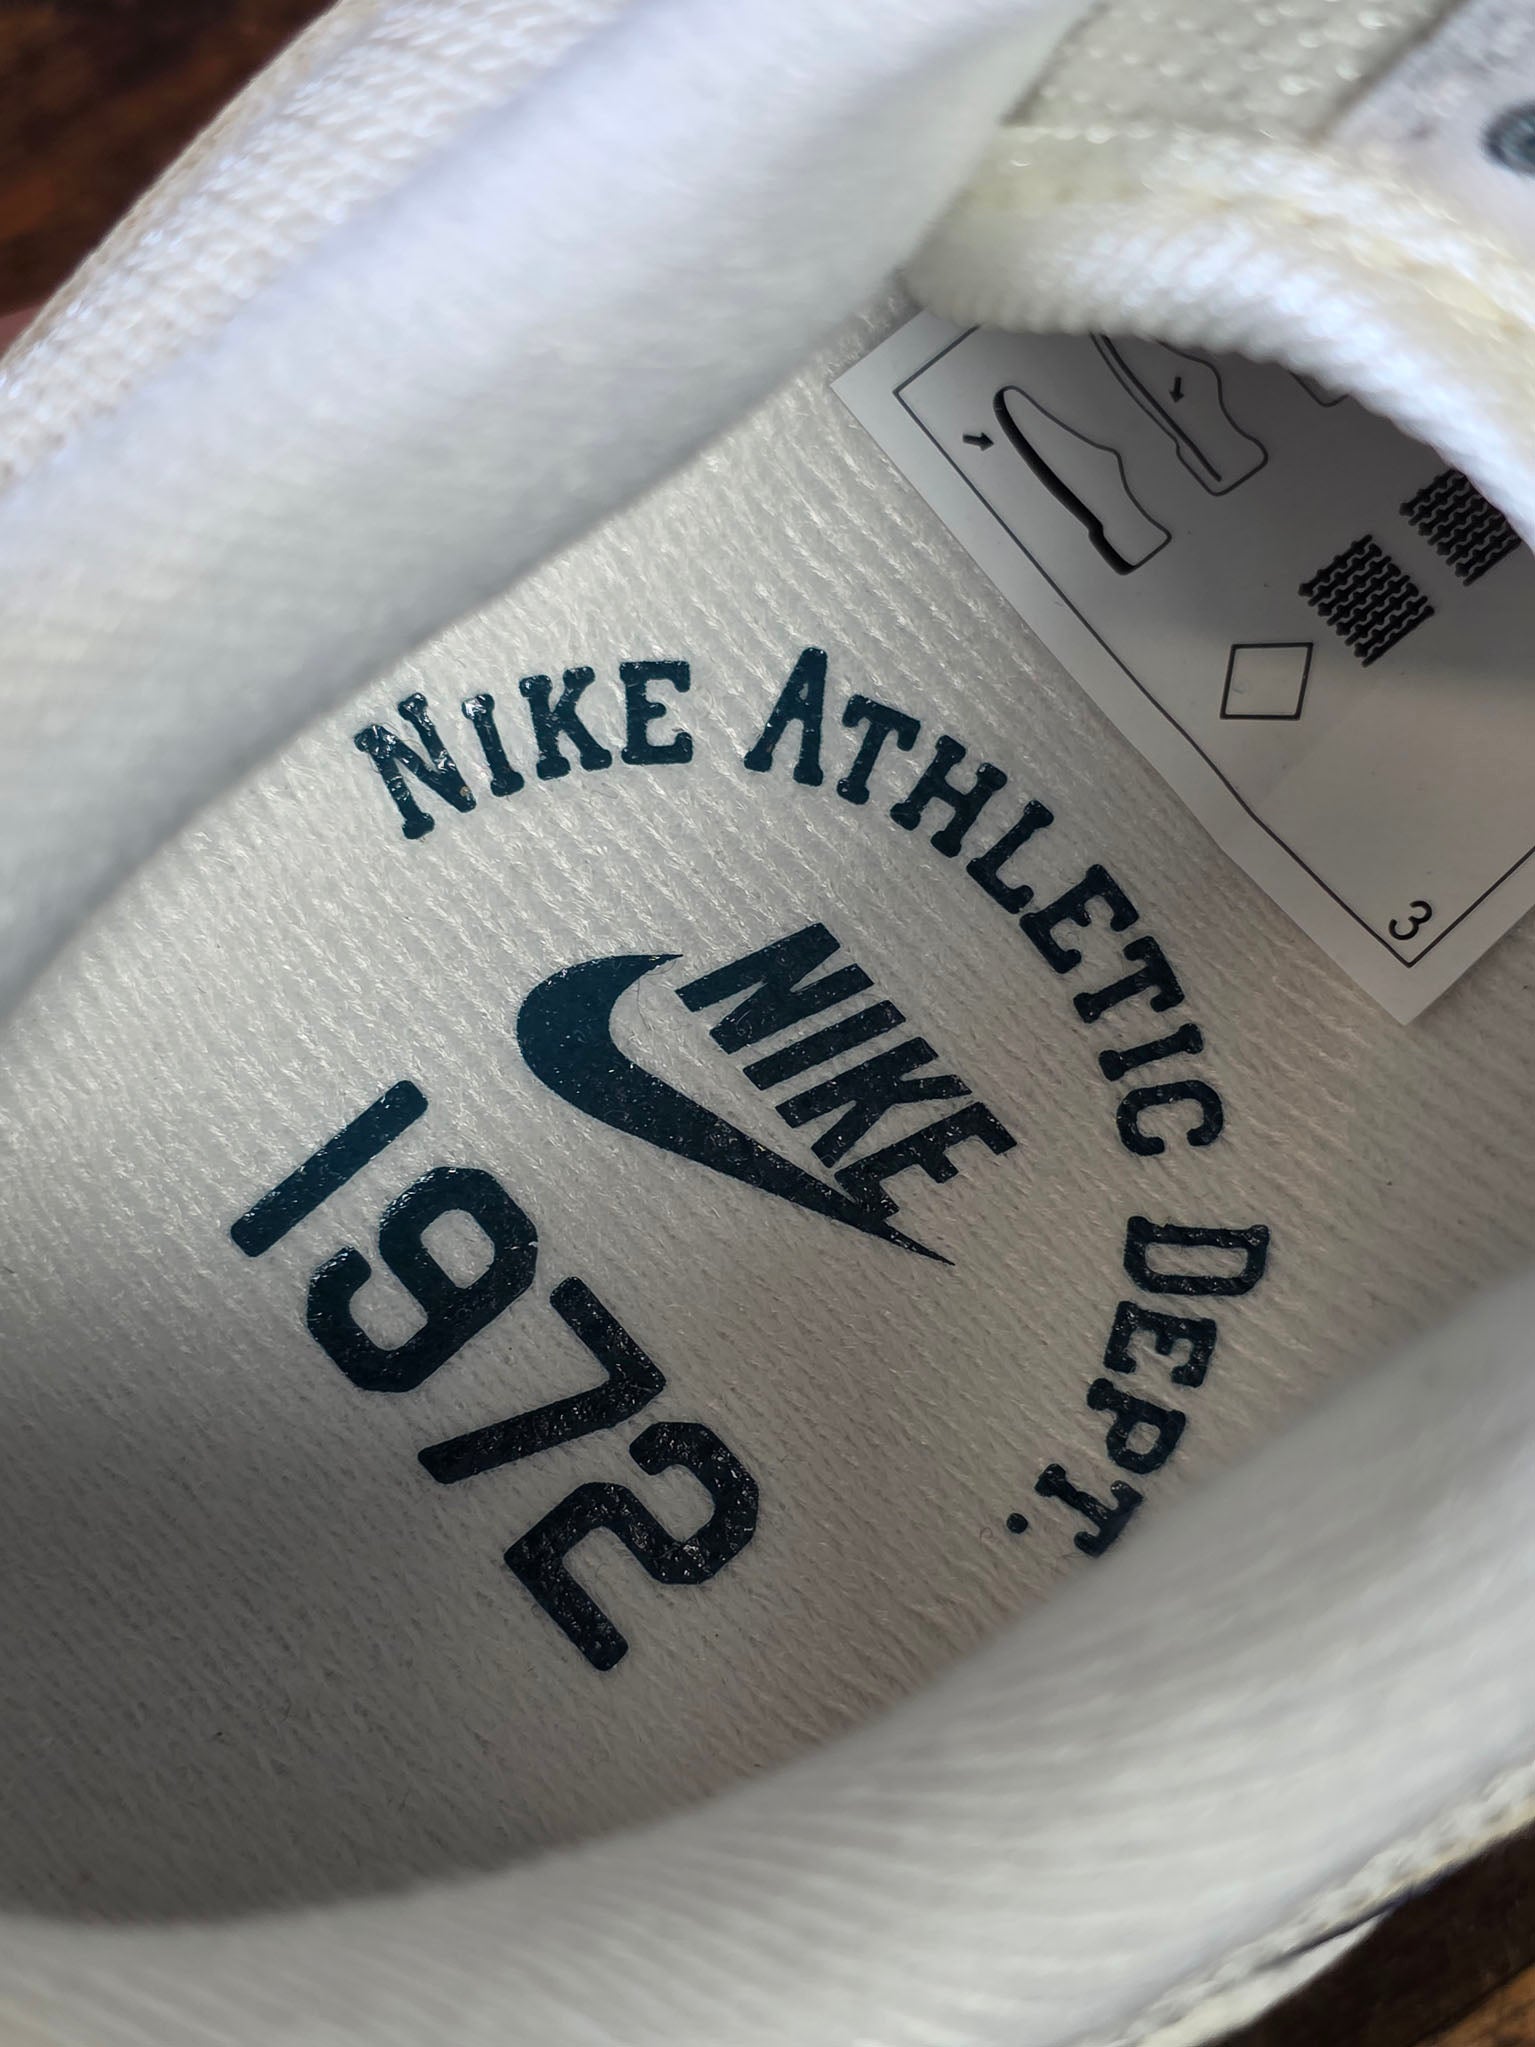 NIKE ATHLETIC DEPT.
NIKE
1972
3